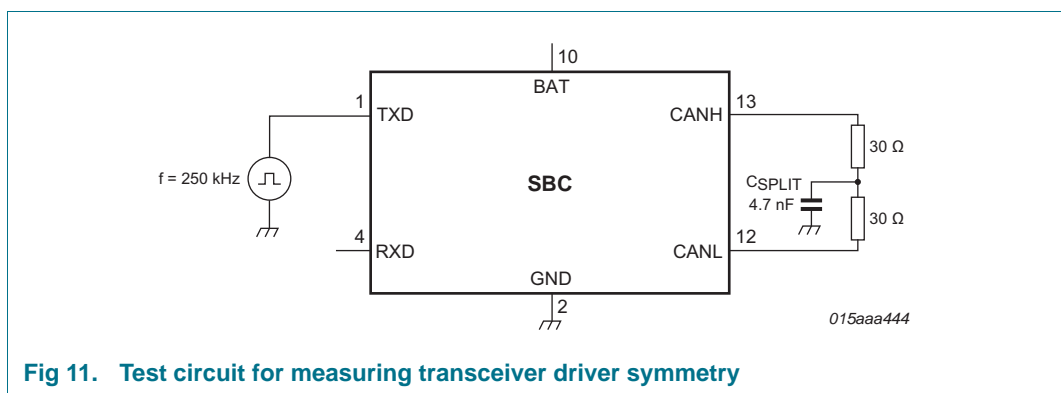 10
BAT
1
TXD
CANH
13
30 Ω
f = 250 kHz
SBC
CSPLIT
4.7 nF
30 Ω
4
RXD
CANL
12
GND
2
015aaa444
Fig 11. Test circuit for measuring transceiver driver symmetry